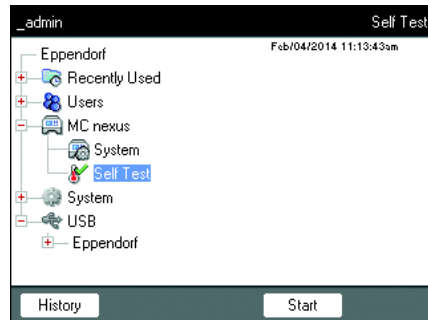 _admin
Self Test
Feb/04/2014 11:13:43am
Eppendorf
Recently Used
Users
MC nexus
System
Self Test
System
USB
Eppendorf
History
Start